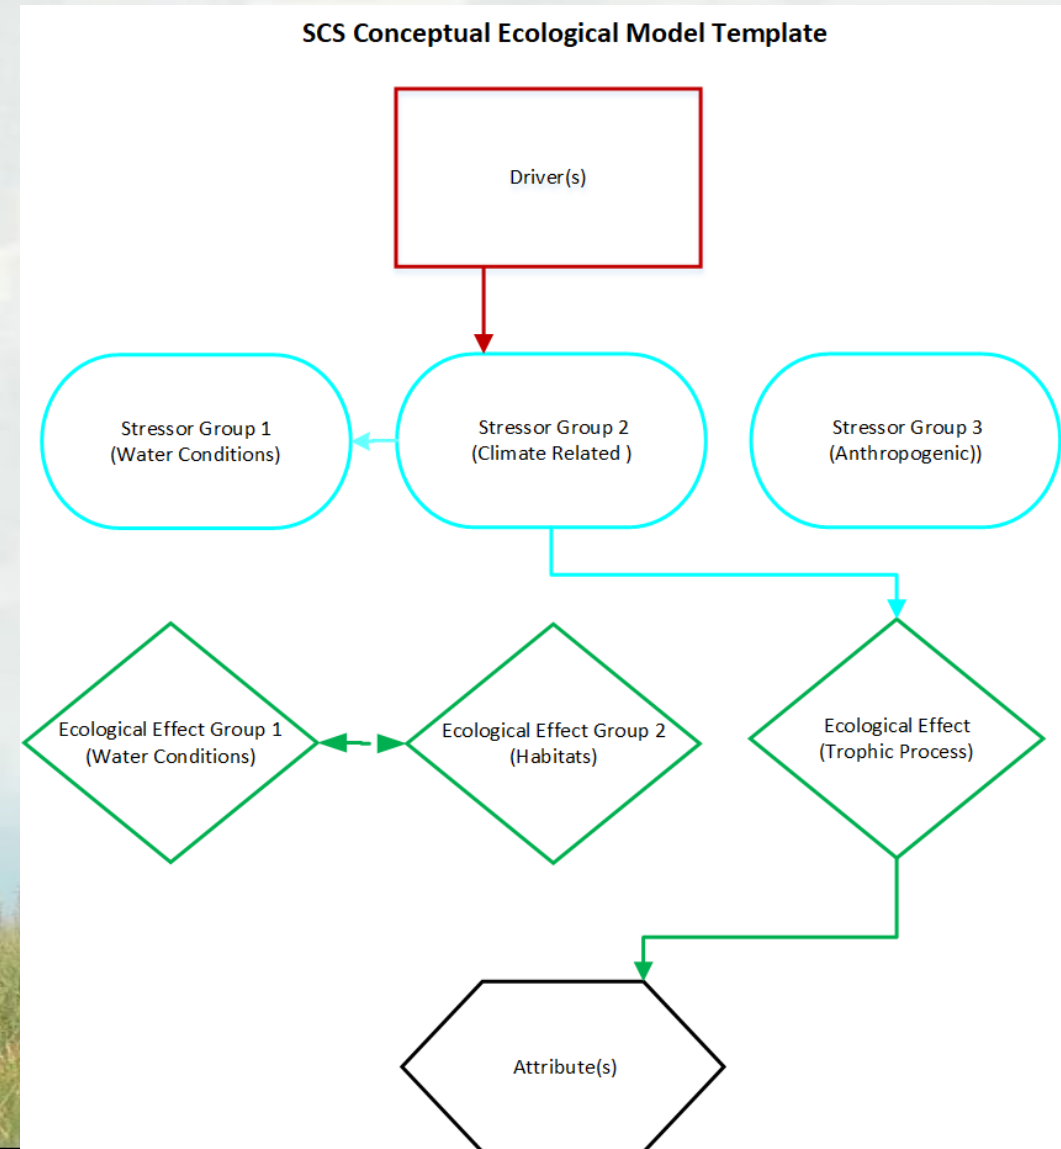 SCS Conceptual Ecological Model Template
Driver(s)
Stressor Group 1
(Water Conditions)
Stressor Group 2
(Climate Related )
Stressor Group 3
(Anthropogenic))
Ecological Effect Group 1
(Water Conditions)
Ecological Effect Group 2
(Habitats)
Ecological Effect
(Trophic Process)
Attribute(s)